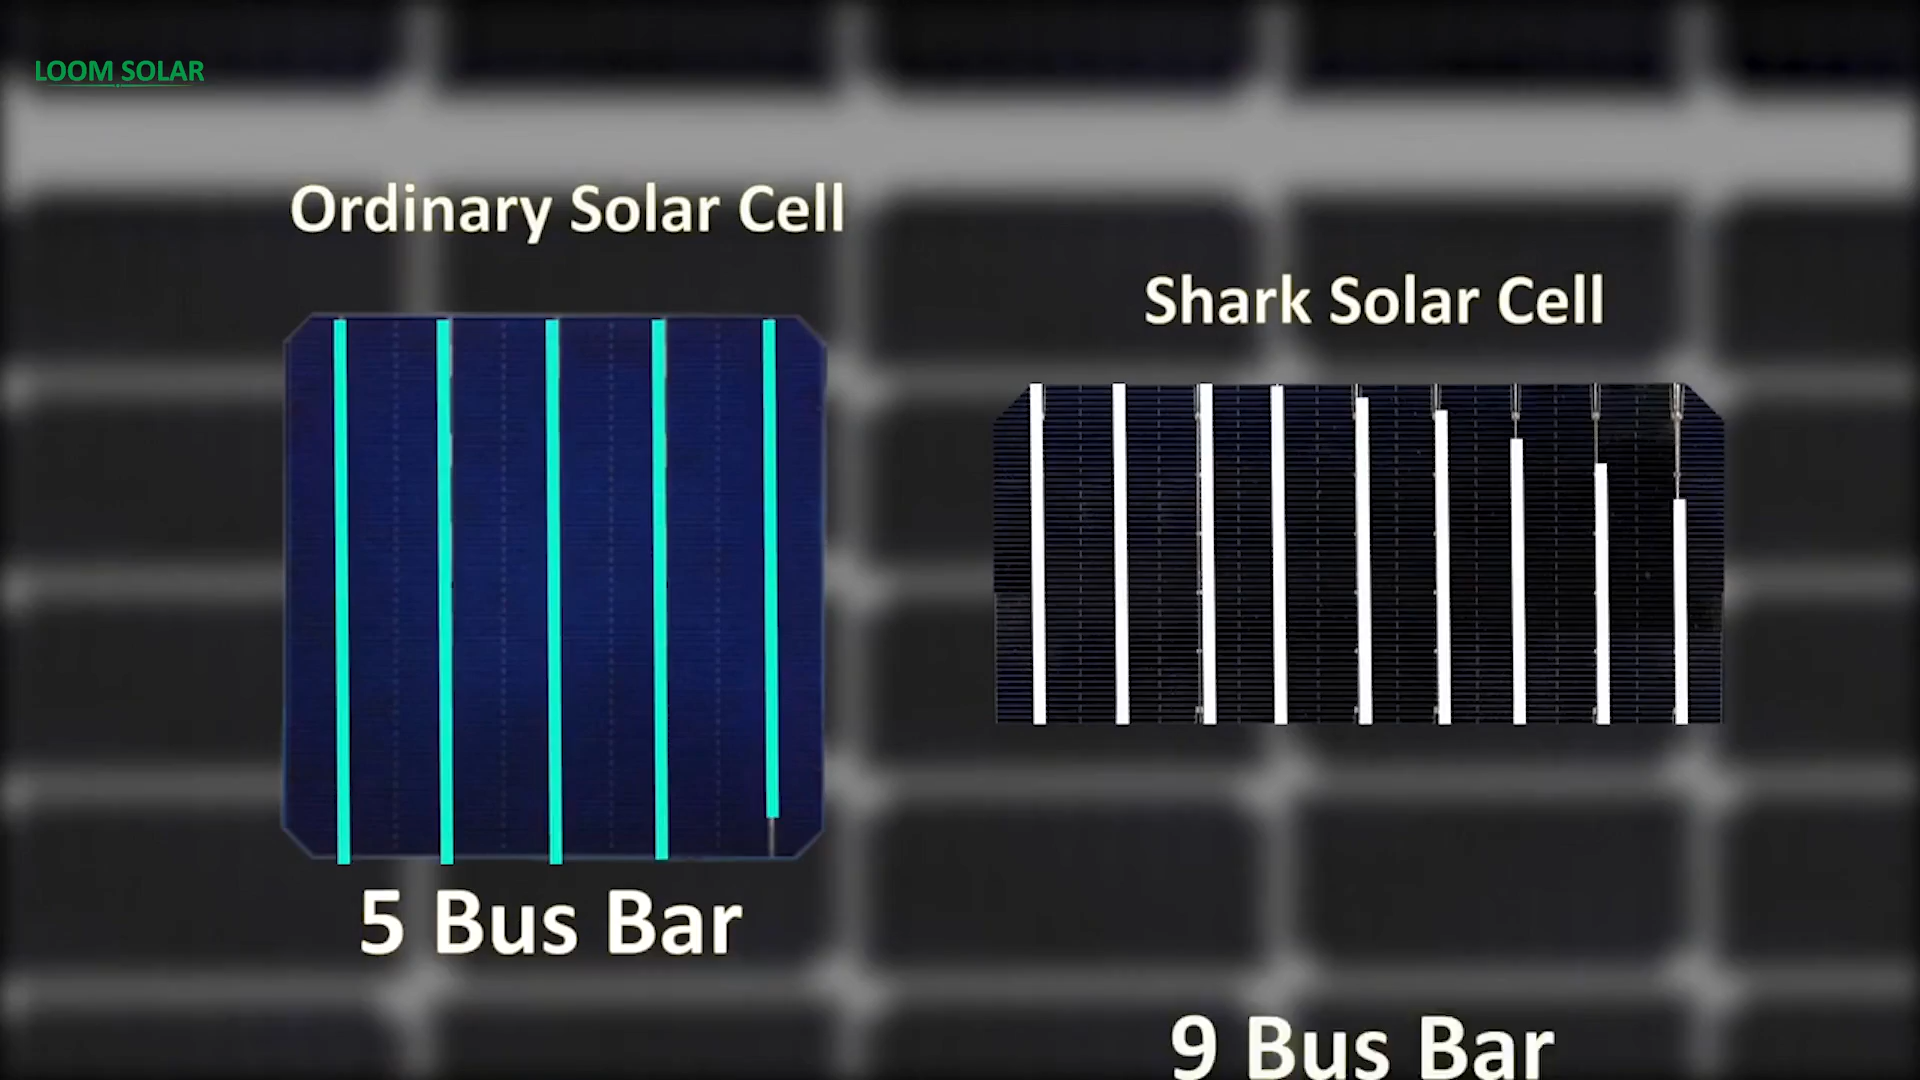 LOOM SOLAR
Ordinary Solar Cell
Shark Solar Cell
5 Bus Bar
9 Bus Bar